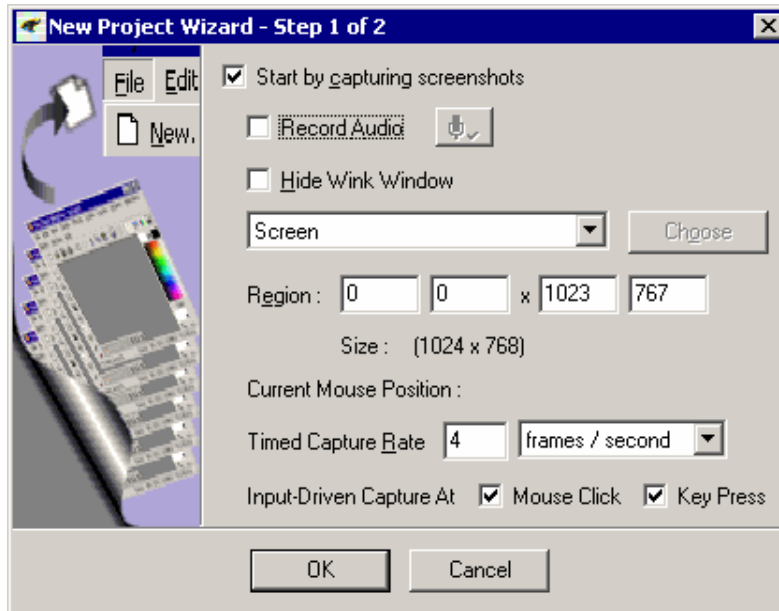 New Project Wizard - Step 1 of 2
File Edit
New.
Start by capturing screenshots
Record Audio
Hide Wink Window
Screen Choose
Region : 0 0 x 1023 767
Size : (1024 x 768)
Current Mouse Position :
Timed Capture Rate 4 frames / second
Input-Driven Capture At Mouse Click Key Press
OK Cancel